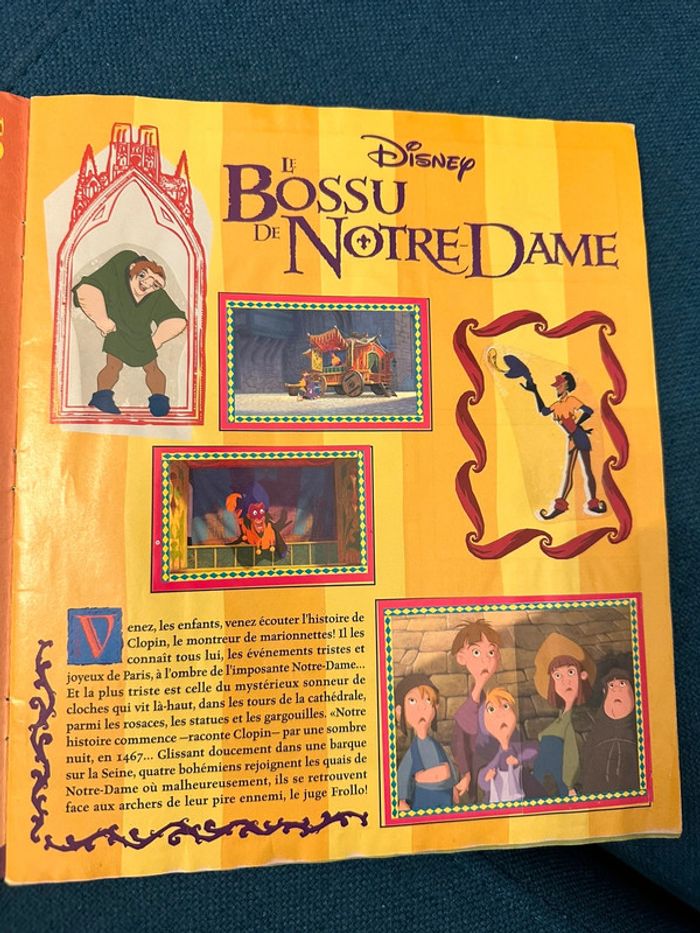 DISNEY
LE
BOSSU
DE NOTRE-DAME
Venez, les enfants, venez écouter l'histoire de
Clopin, le montreur de marionnettes! Il les
connaît tous lui, les événements tristes et
joyeux de Paris, à l'ombre de l'imposante Notre-Dame...
Et la plus triste est celle du mystérieux sonneur de
cloches qui vit là-haut, dans les tours de la cathédrale,
parmi les rosaces, les statues et les gargouilles. «Notre
histoire commence —raconte Clopin— par une sombre
nuit, en 1467... Glissant doucement dans une barque
sur la Seine, quatre bohémiens rejoignent les quais de
Notre-Dame où malheureusement, ils se retrouvent
face aux archers de leur pire ennemi, le juge Frollo!